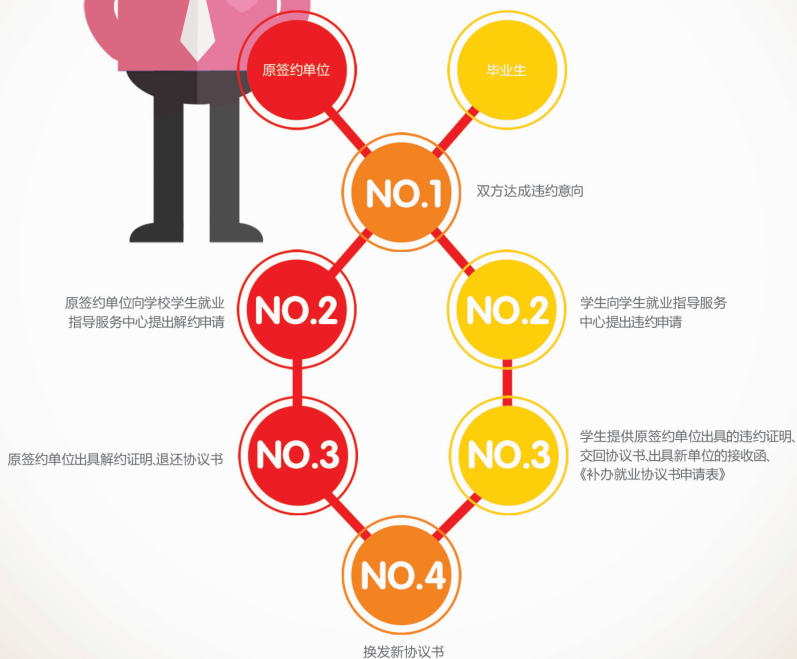 原签约单位
毕业生
NO.1
双方达成违约意向
原签约单位向学校学生就业
指导服务中心提出解约申请
NO.2
NO.2
学生向学生就业指导服务
中心提出违约申请
原签约单位出具解约证明,退还协议书
NO.3
NO.3
学生提供原签约单位出具的违约证明、
交回协议书、出具新单位的接收函、
《补办就业协议书申请表》
NO.4
换发新协议书